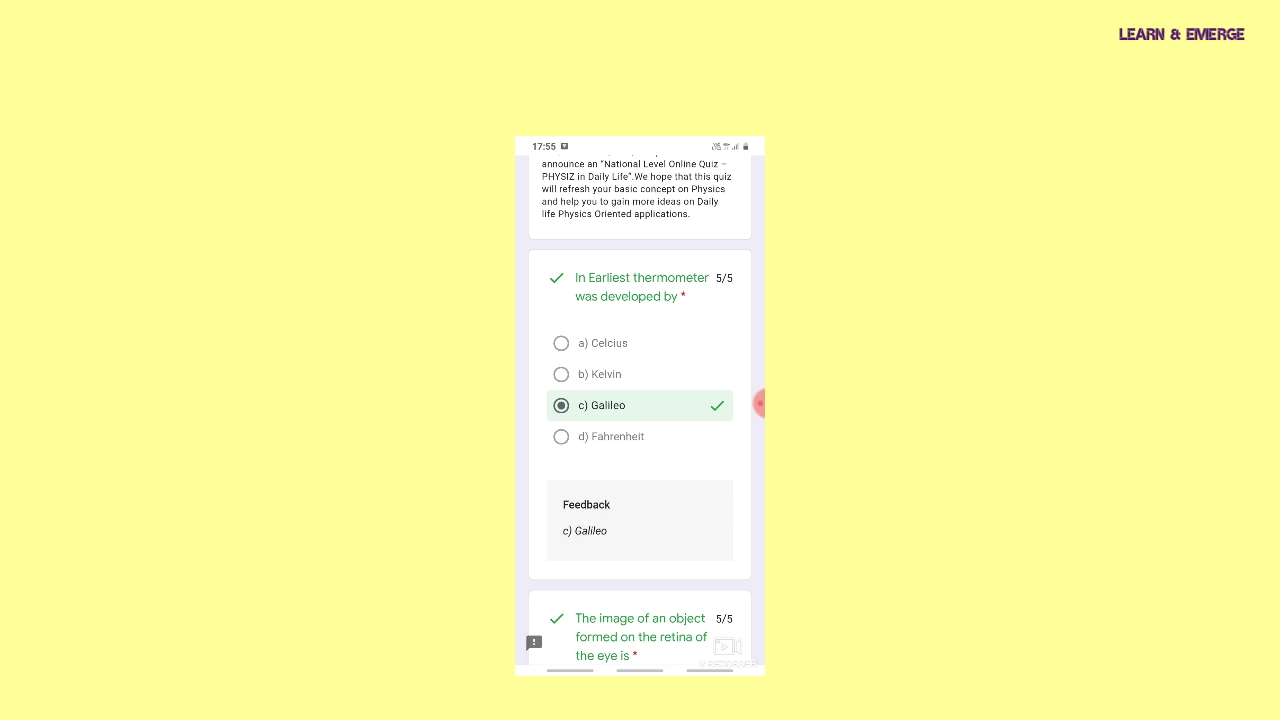 LEARN & EMERGE
17:55
announce an "National Level Online Quiz –
PHYSIZ in Daily Life".We hope that this quiz
will refresh your basic concept on Physics
and help you to gain more ideas on Daily
life Physics Oriented applications.
In Earliest thermometer 5/5
was developed by *
a) Celcius
b) Kelvin
c) Galileo
d) Fahrenheit
Feedback
c) Galileo
The image of an object 5/5
formed on the retina of
the eye is *